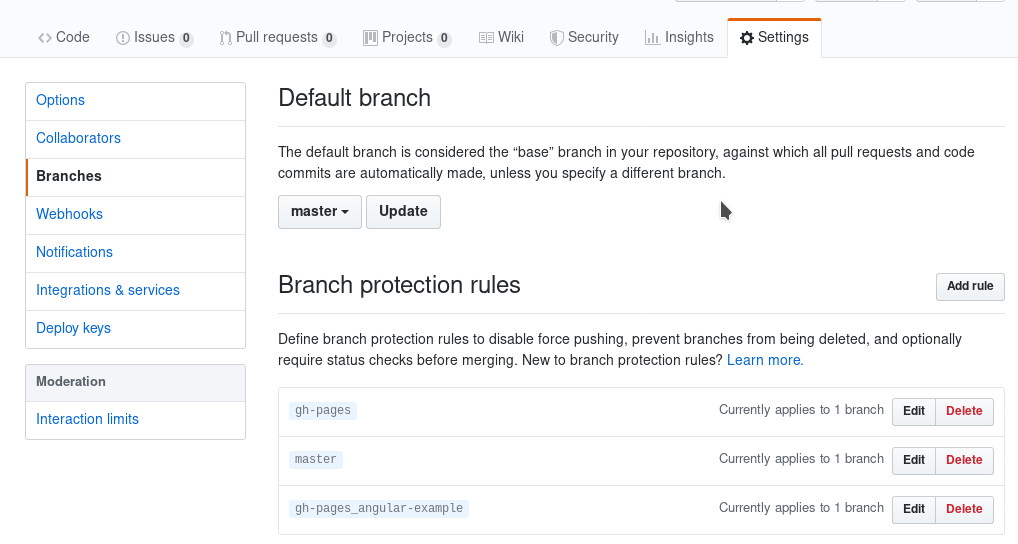 Code Issues 0 Pull requests 0 Projects 0 Wiki Security Insights Settings
Options
Collaborators
Branches
Webhooks
Notifications
Integrations & services
Deploy keys
Moderation
Interaction limits
Default branch
The default branch is considered the “base” branch in your repository, against which all pull requests and code
commits are automatically made, unless you specify a different branch.
master Update
Branch protection rules Add rule
Define branch protection rules to disable force pushing, prevent branches from being deleted, and optionally
require status checks before merging. New to branch protection rules? Learn more.
gh-pages Currently applies to 1 branch Edit Delete
master Currently applies to 1 branch Edit Delete
gh-pages_angular-example Currently applies to 1 branch Edit Delete